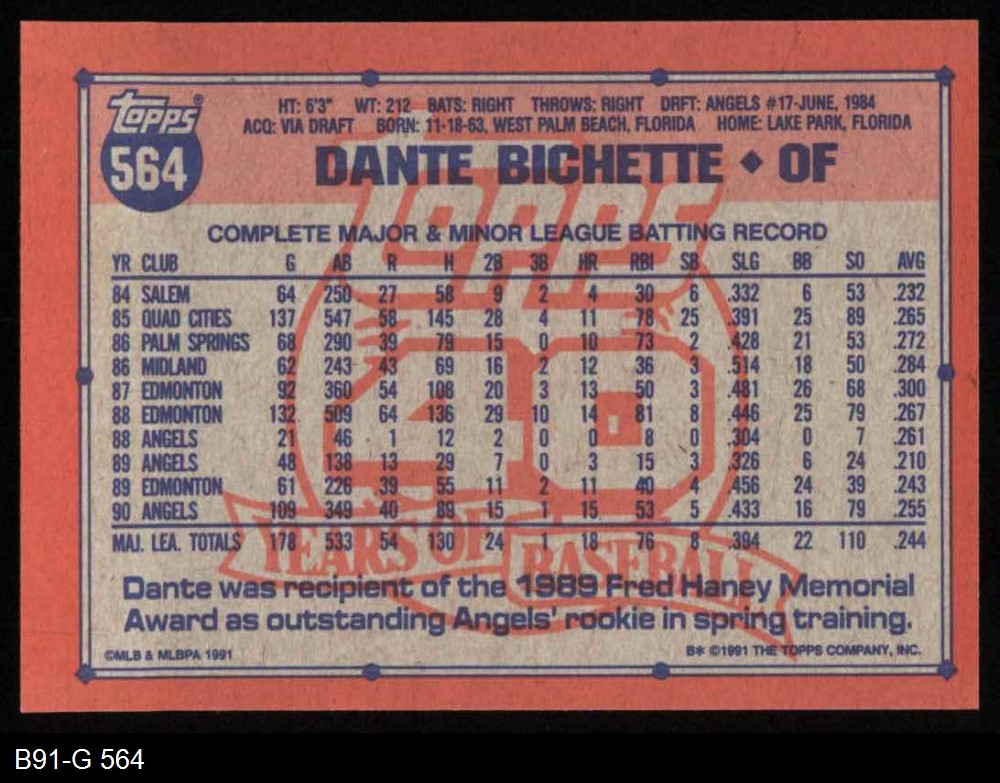 topps®
564
HT: 6'3" WT: 212 BATS: RIGHT THROWS: RIGHT DRFT: ANGELS #17-JUNE, 1984
ACQ: VIA DRAFT BORN: 11-18-63, WEST PALM BEACH, FLORIDA HOME: LAKE PARK, FLORIDA
DANTE BICHETTE ◆ OF
TOPPS
40
YEARS OF BASEBALL
COMPLETE MAJOR & MINOR LEAGUE BATTING RECORD
YR CLUB G AB R H 2B 3B HR RBI SB SLG BB SO AVG
84 SALEM 64 250 27 58 9 2 4 30 6 .332 6 53 .232
85 QUAD CITIES 137 547 58 145 28 4 11 78 25 .391 25 89 .265
86 PALM SPRINGS 68 290 39 79 15 0 10 73 2 .428 21 53 .272
86 MIDLAND 62 243 43 69 16 2 12 36 3 .514 18 50 .284
87 EDMONTON 92 360 54 108 20 3 13 50 3 .481 26 68 .300
88 EDMONTON 132 509 64 136 29 10 14 81 8 .446 25 79 .267
88 ANGELS 21 46 1 12 2 0 0 8 0 .304 0 7 .261
89 ANGELS 48 138 13 29 7 0 3 15 3 .326 6 24 .210
89 EDMONTON 61 226 39 55 11 2 11 40 4 .456 24 39 .243
90 ANGELS 109 349 40 89 15 1 15 53 5 .433 16 79 .255
MAJ. LEA. TOTALS 178 533 54 130 24 1 18 76 8 .394 22 110 .244
Dante was recipient of the 1989 Fred Haney Memorial
Award as outstanding Angels' rookie in spring training.
©MLB & MLBPA 1991 B* ©1991 THE TOPPS COMPANY, INC.
B91-G 564